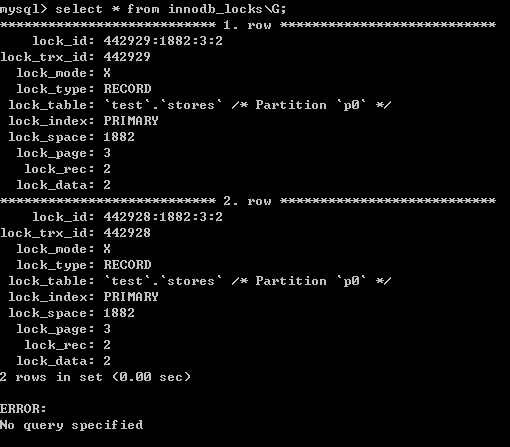 mysql> select * from innodb_locks\G;
*************************** 1. row ***************************
lock_id: 442929:1882:3:2
lock_trx_id: 442929
lock_mode: X
lock_type: RECORD
lock_table: `test`.`stores` /* Partition `p0` */
lock_index: PRIMARY
lock_space: 1882
lock_page: 3
lock_rec: 2
lock_data: 2
*************************** 2. row ***************************
lock_id: 442928:1882:3:2
lock_trx_id: 442928
lock_mode: X
lock_type: RECORD
lock_table: `test`.`stores` /* Partition `p0` */
lock_index: PRIMARY
lock_space: 1882
lock_page: 3
lock_rec: 2
lock_data: 2
2 rows in set (0.00 sec)
ERROR:
No query specified